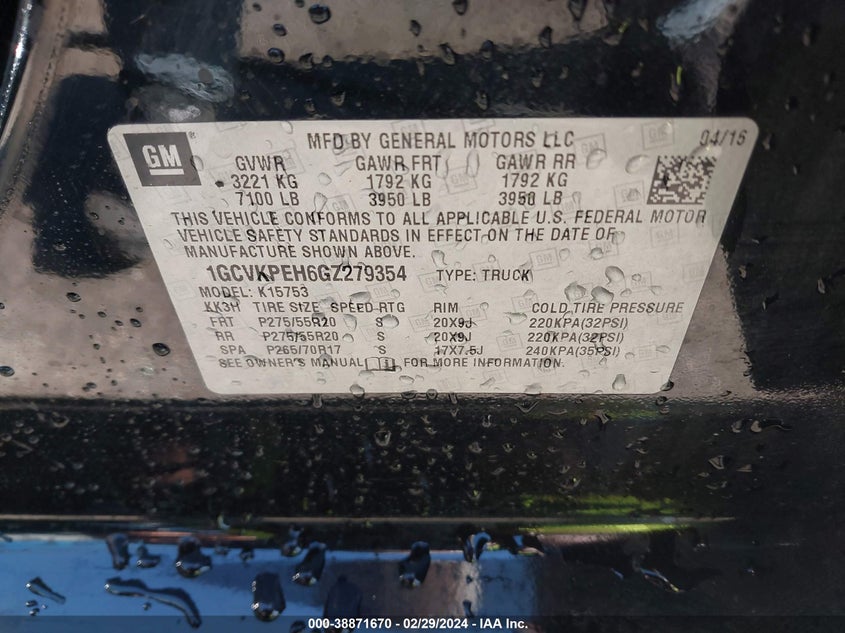 GM
MFD BY GENERAL MOTORS LLC 04/16
GVWR GAWR FRT GAWR RR
3221 KG 1792 KG 1792 KG
7100 LB 3950 LB 3950 LB
THIS VEHICLE CONFORMS TO ALL APPLICABLE U.S. FEDERAL MOTOR
VEHICLE SAFETY STANDARDS IN EFFECT ON THE DATE OF
MANUFACTURE SHOWN ABOVE.
1GCVKPEH6GZ279354 TYPE: TRUCK
MODEL: K15753
KK3H TIRE SIZE SPEED RTG RIM COLD TIRE PRESSURE
FRT P275/55R20 S 20X9J 220KPA(32PSI)
RR P275/55R20 S 20X9J 220KPA(32PSI)
SPA P265/70R17 S 17X7.5J 240KPA(35PSI)
SEE OWNER'S MANUAL FOR MORE INFORMATION.
000-38871670 - 02/29/2024 - IAA Inc.